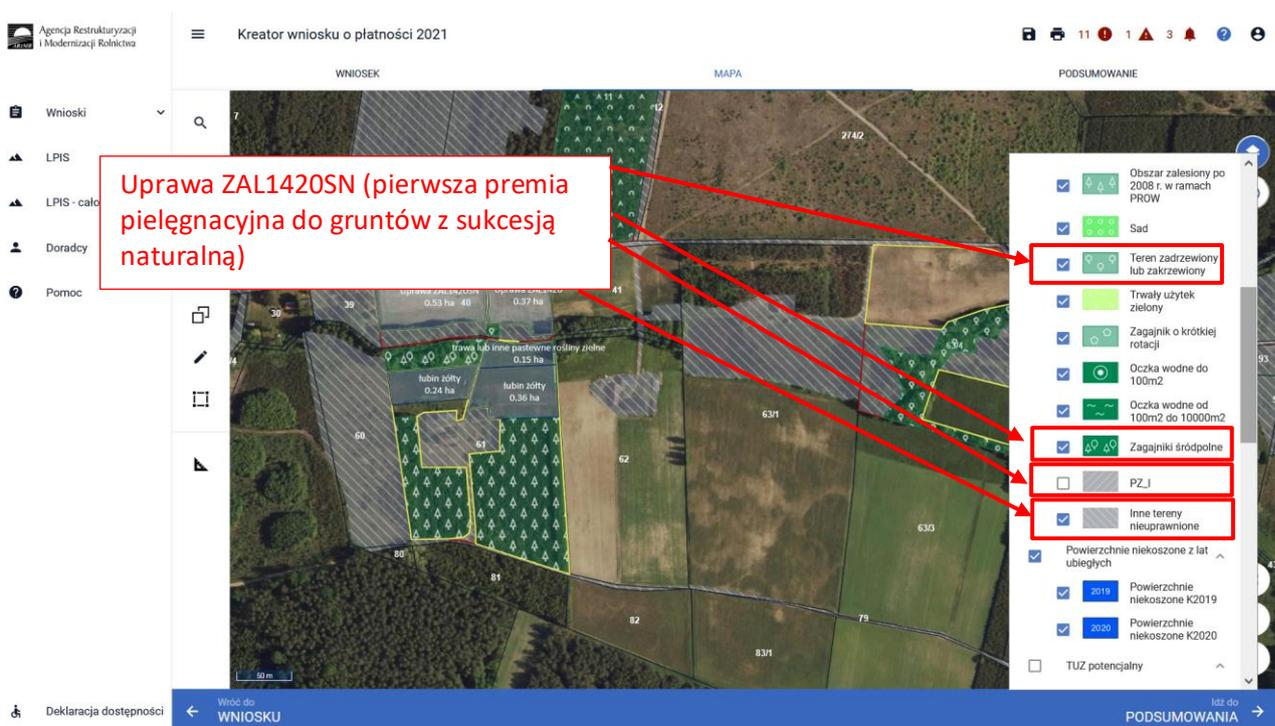 Agencja Restrukturyzacji
i Modernizacji Rolnictwa
Kreator wniosku o płatności 2021
11 1 3
WNIOSEK MAPA PODSUMOWANIE
Wnioski
LPIS
LPIS - cało
Doradcy
Pomoc
Deklaracja dostępności
Uprawa ZAL1420SN (pierwsza premia
pielęgnacyjna do gruntów z sukcesją
naturalną)
7
A11
274/2
39
30
0.53 ha 40
0.37 ha
41
trawa lub inne pastewne rośliny zielne
0.15 ha
łubin żółty
0.24 ha
łubin żółty
0.36 ha
60
61
62
63/1
63/3
93
80
81
82
83/1
79
50 m
Obszar zalesiony po
2008 r. w ramach
PROW
Sad
Teren zadrzewiony
lub zakrzewiony
Trwały użytek
zielony
Zagajnik o krótkiej
rotacji
Oczka wodne do
100m2
Oczka wodne od
100m2 do 10000m2
Zagajniki śródpolne
PZ_I
Inne tereny
nieuprawnione
Powierzchnie niekoszone z lat
ubiegłych
2019
Powierzchnie
niekoszone K2019
2020
Powierzchnie
niekoszone K2020
TUZ potencjalny
Wróć do
WNIOSKU
Idź do
PODSUMOWANIA